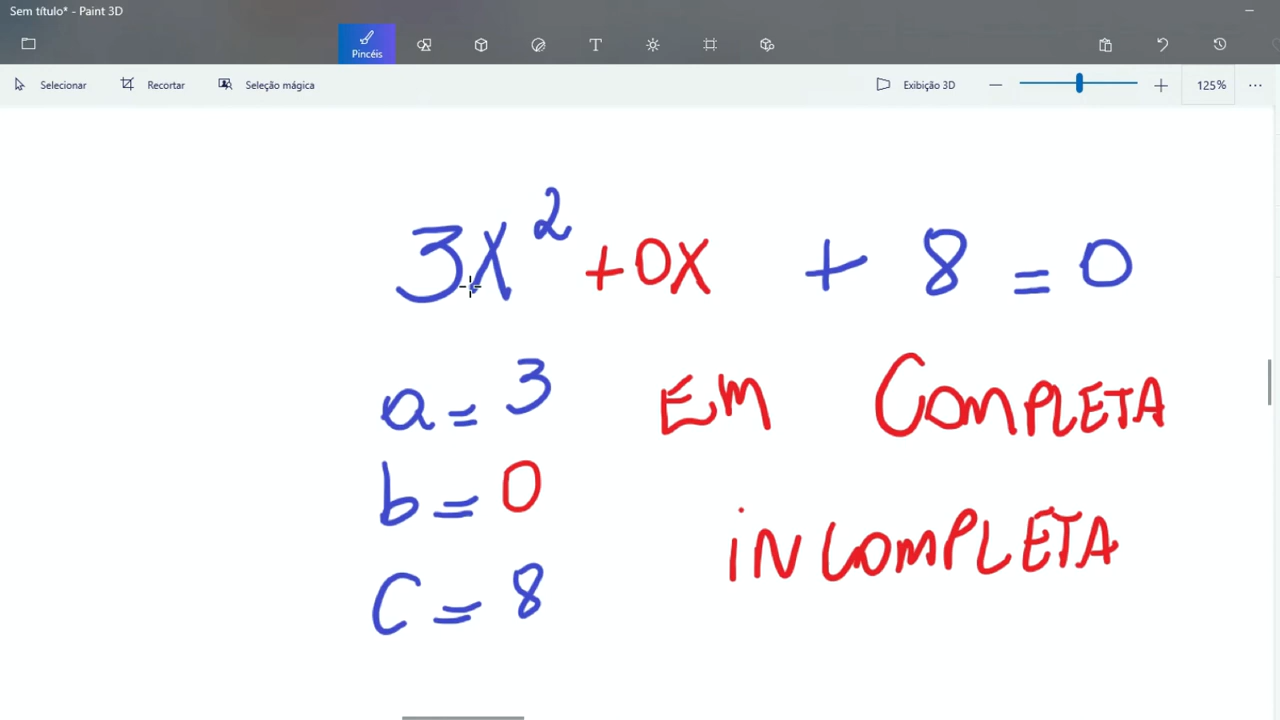 Sem título* - Paint 3D
Pincéis
Selecionar Recortar Seleção mágica Exibição 3D 125%
3x² +0x + 8 = 0
a = 3 EM COMPLETA
b = 0
INCOMPLETA
c = 8